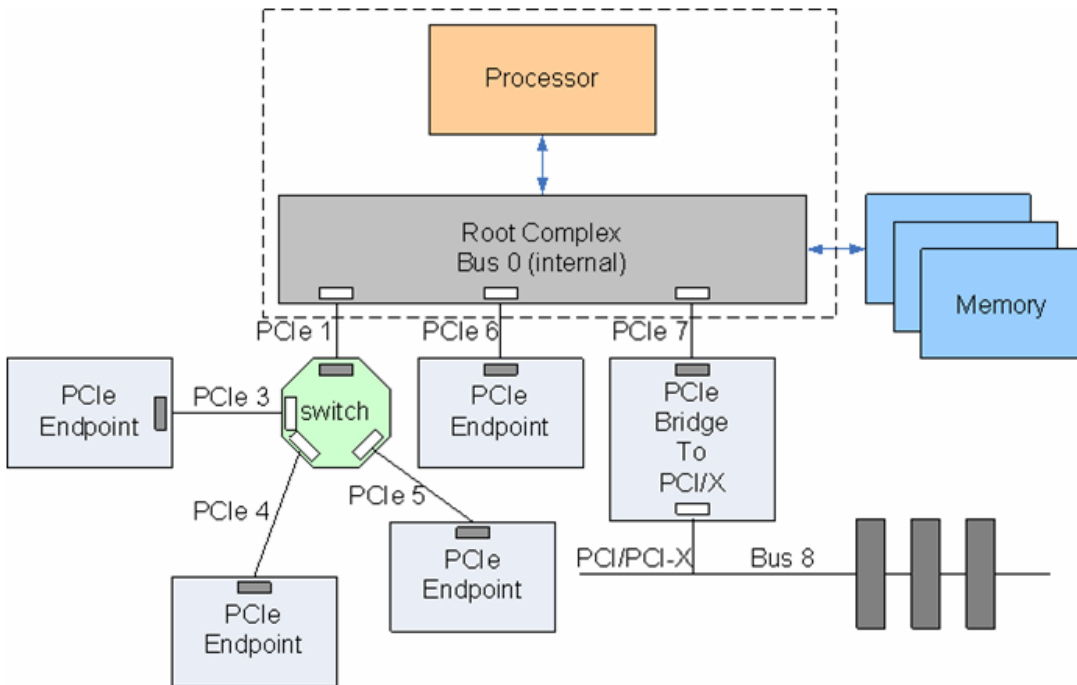 Processor
Root Complex
Bus 0 (internal)
Memory
PCIe 1
PCIe 6
PCIe 7
PCIe
Endpoint
PCIe 3
switch
PCIe
Endpoint
PCIe
Bridge
To
PCI/X
PCIe 4
PCIe 5
PCIe
Endpoint
PCIe
Endpoint
PCI/PCI-X
Bus 8